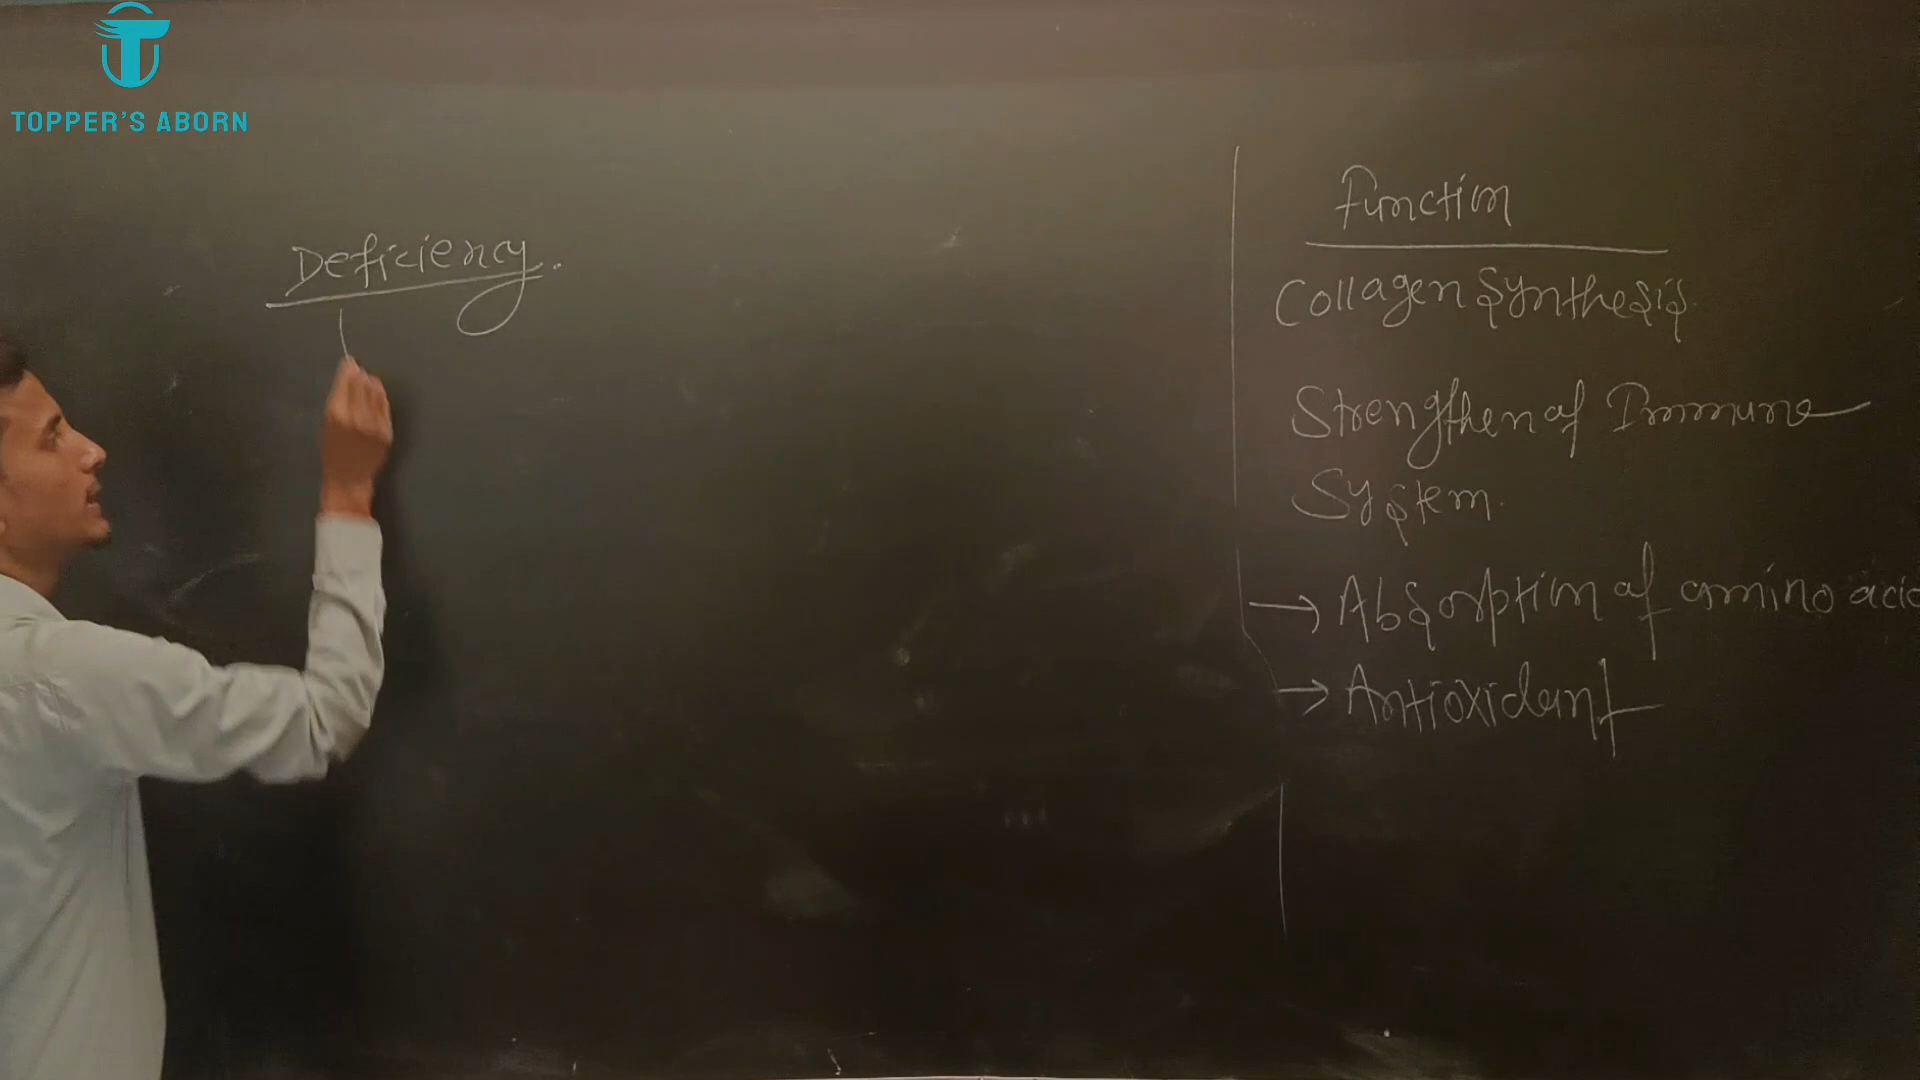 TOPPER'S ABORN
Deficiency.
Function
Collagen Synthesis.
Strengthen of Immune
System.
→ Absorption of amino acid
→ Antioxidant